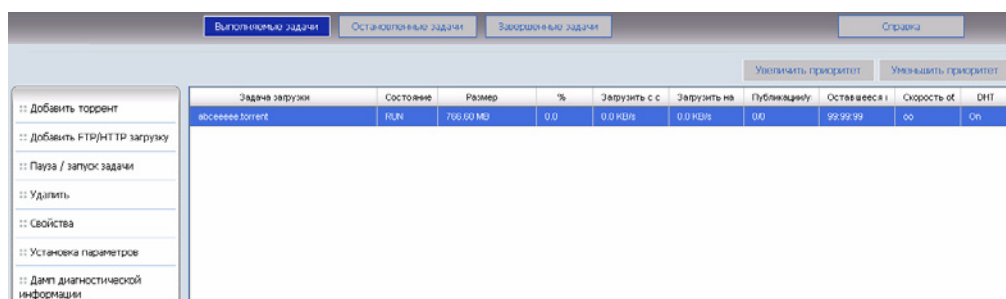 Выполняемые задачи Остановленные задачи Завершенные задачи Справка
Увеличить приоритет Уменьшить приоритет
:: Добавить торрент
:: Добавить FTP/HTTP загрузку
:: Пауза / запуск задачи
:: Удалить
:: Свойства
:: Установка параметров
:: Дамп диагностической
информации
Задача загрузки Состояние Размер % Загрузить с с Загрузить на Публикации/у Оставшееся Скорость об DHT
abceeeee.torrent RUN 766.60 MB 0.0 0.0 KB/s 0.0 KB/s 0/0 99:99:99 oo On